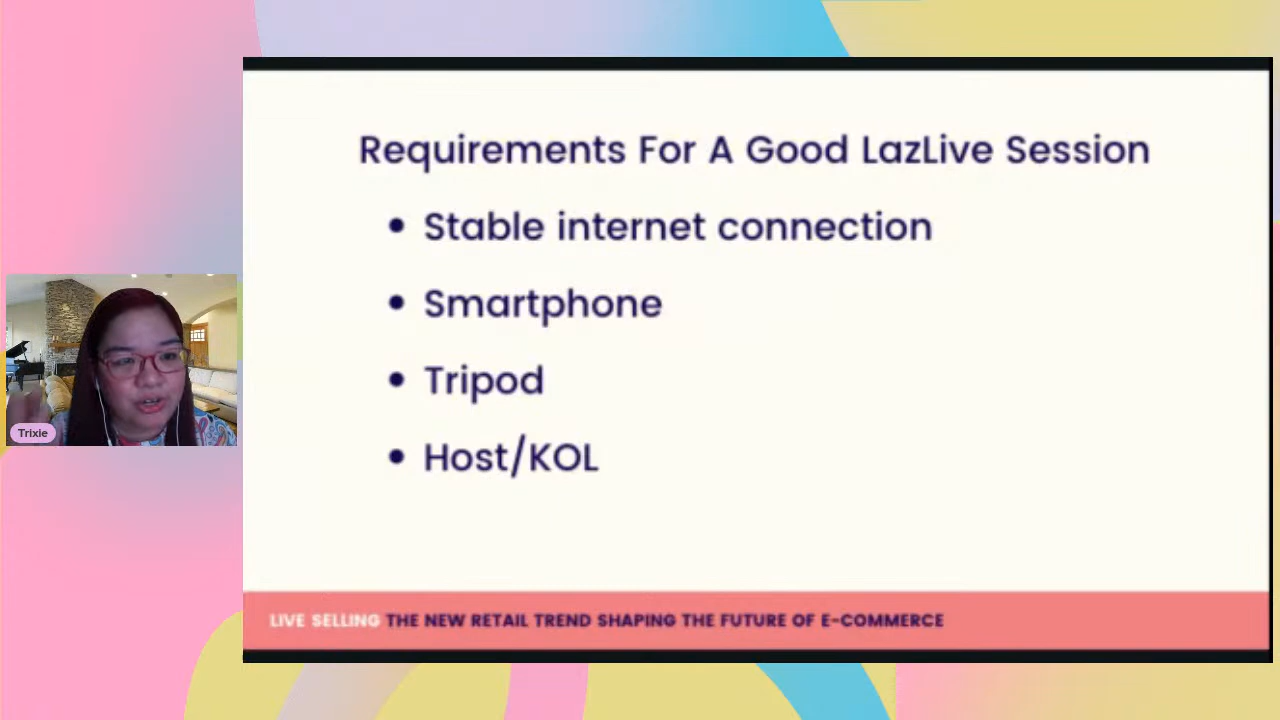 Requirements For A Good LazLive Session
• Stable internet connection
• Smartphone
• Tripod
• Host/KOL
Trixie
LIVE SELLING THE NEW RETAIL TREND SHAPING THE FUTURE OF E-COMMERCE